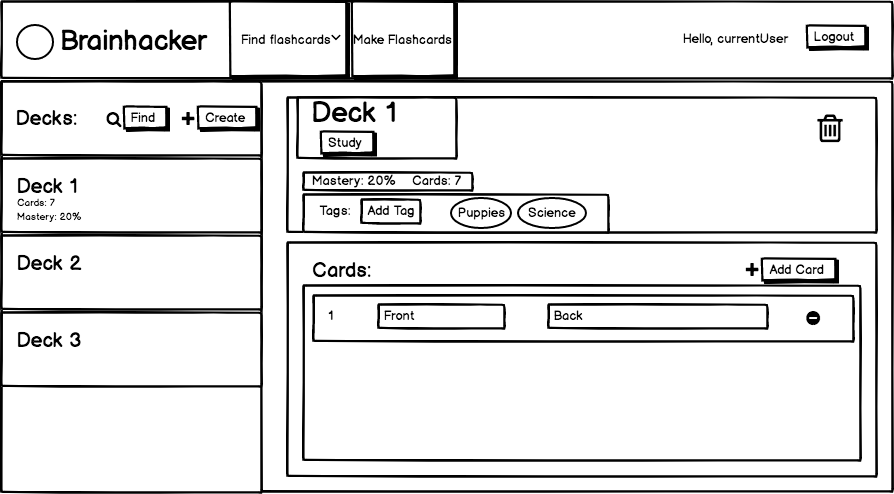 Brainhacker
Find flashcards
Make Flashcards
Hello, currentUser
Logout
Decks:
Find
Create
Deck 1
Cards: 7
Mastery: 20%
Deck 2
Deck 3
Deck 1
Study
Mastery: 20% Cards: 7
Tags: Add Tag Puppies Science
Cards:
Add Card
1 Front Back